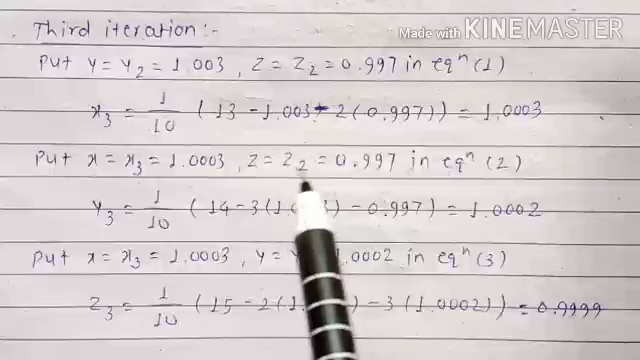 Made with KINEMASTER
Third iteration :-
Put y = y₂ = 1.003 , z = z₂ = 0.997 in eqⁿ (1)
x₃ = 1/10 (13 - 1.003 - 2(0.997)) = 1.0003
Put x = x₃ = 1.0003 , z = z₂ = 0.997 in eqⁿ (2)
y₃ = 1/10 (14 - 3(1.0 3) - 0.997) = 1.0002
Put x = x₃ = 1.0003 , y = 1.0002 in eqⁿ (3)
z₃ = 1/10 (15 - 2(1. ) - 3(1.0002)) = 0.9999